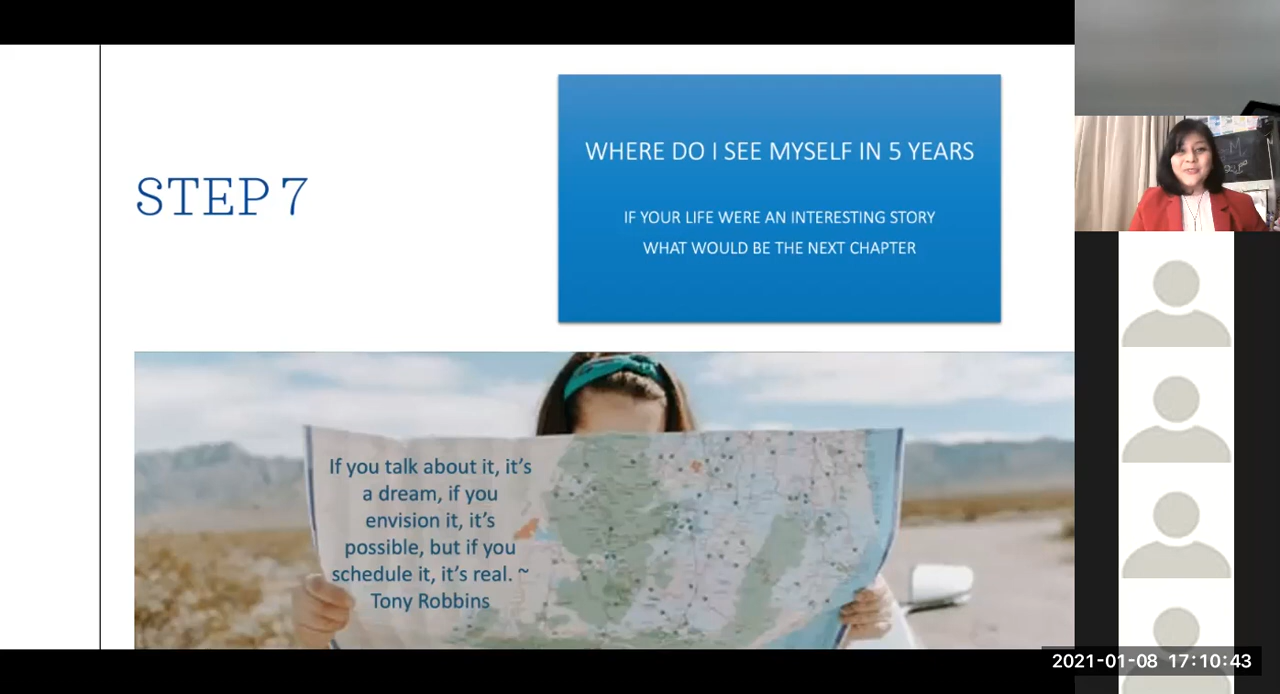 STEP 7
WHERE DO I SEE MYSELF IN 5 YEARS
IF YOUR LIFE WERE AN INTERESTING STORY
WHAT WOULD BE THE NEXT CHAPTER
If you talk about it, it’s
a dream, if you
envision it, it’s
possible, but if you
schedule it, it’s real. ~
Tony Robbins
2021-01-08 17:10:43